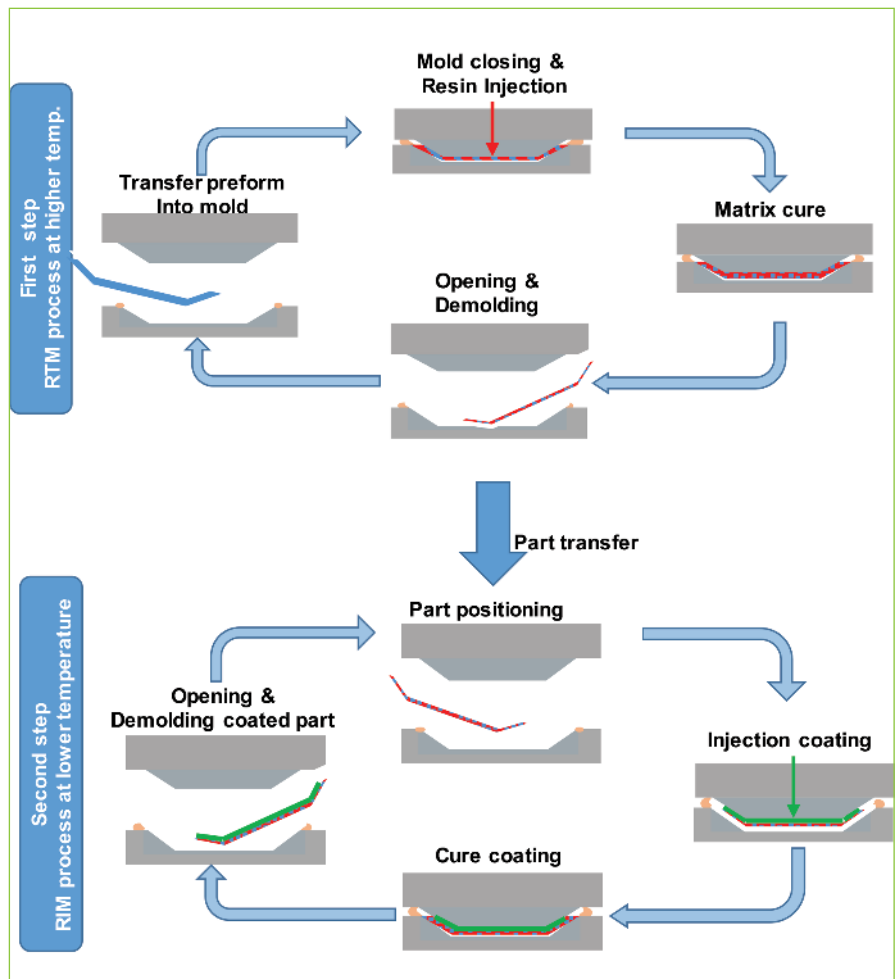 First step
RTM process at higher temp.
Mold closing &
Resin Injection
Transfer preform
Into mold
Matrix cure
Opening &
Demolding
Part transfer
Second step
RIM process at lower temperature
Part positioning
Opening &
Demolding coated part
Injection coating
Cure coating